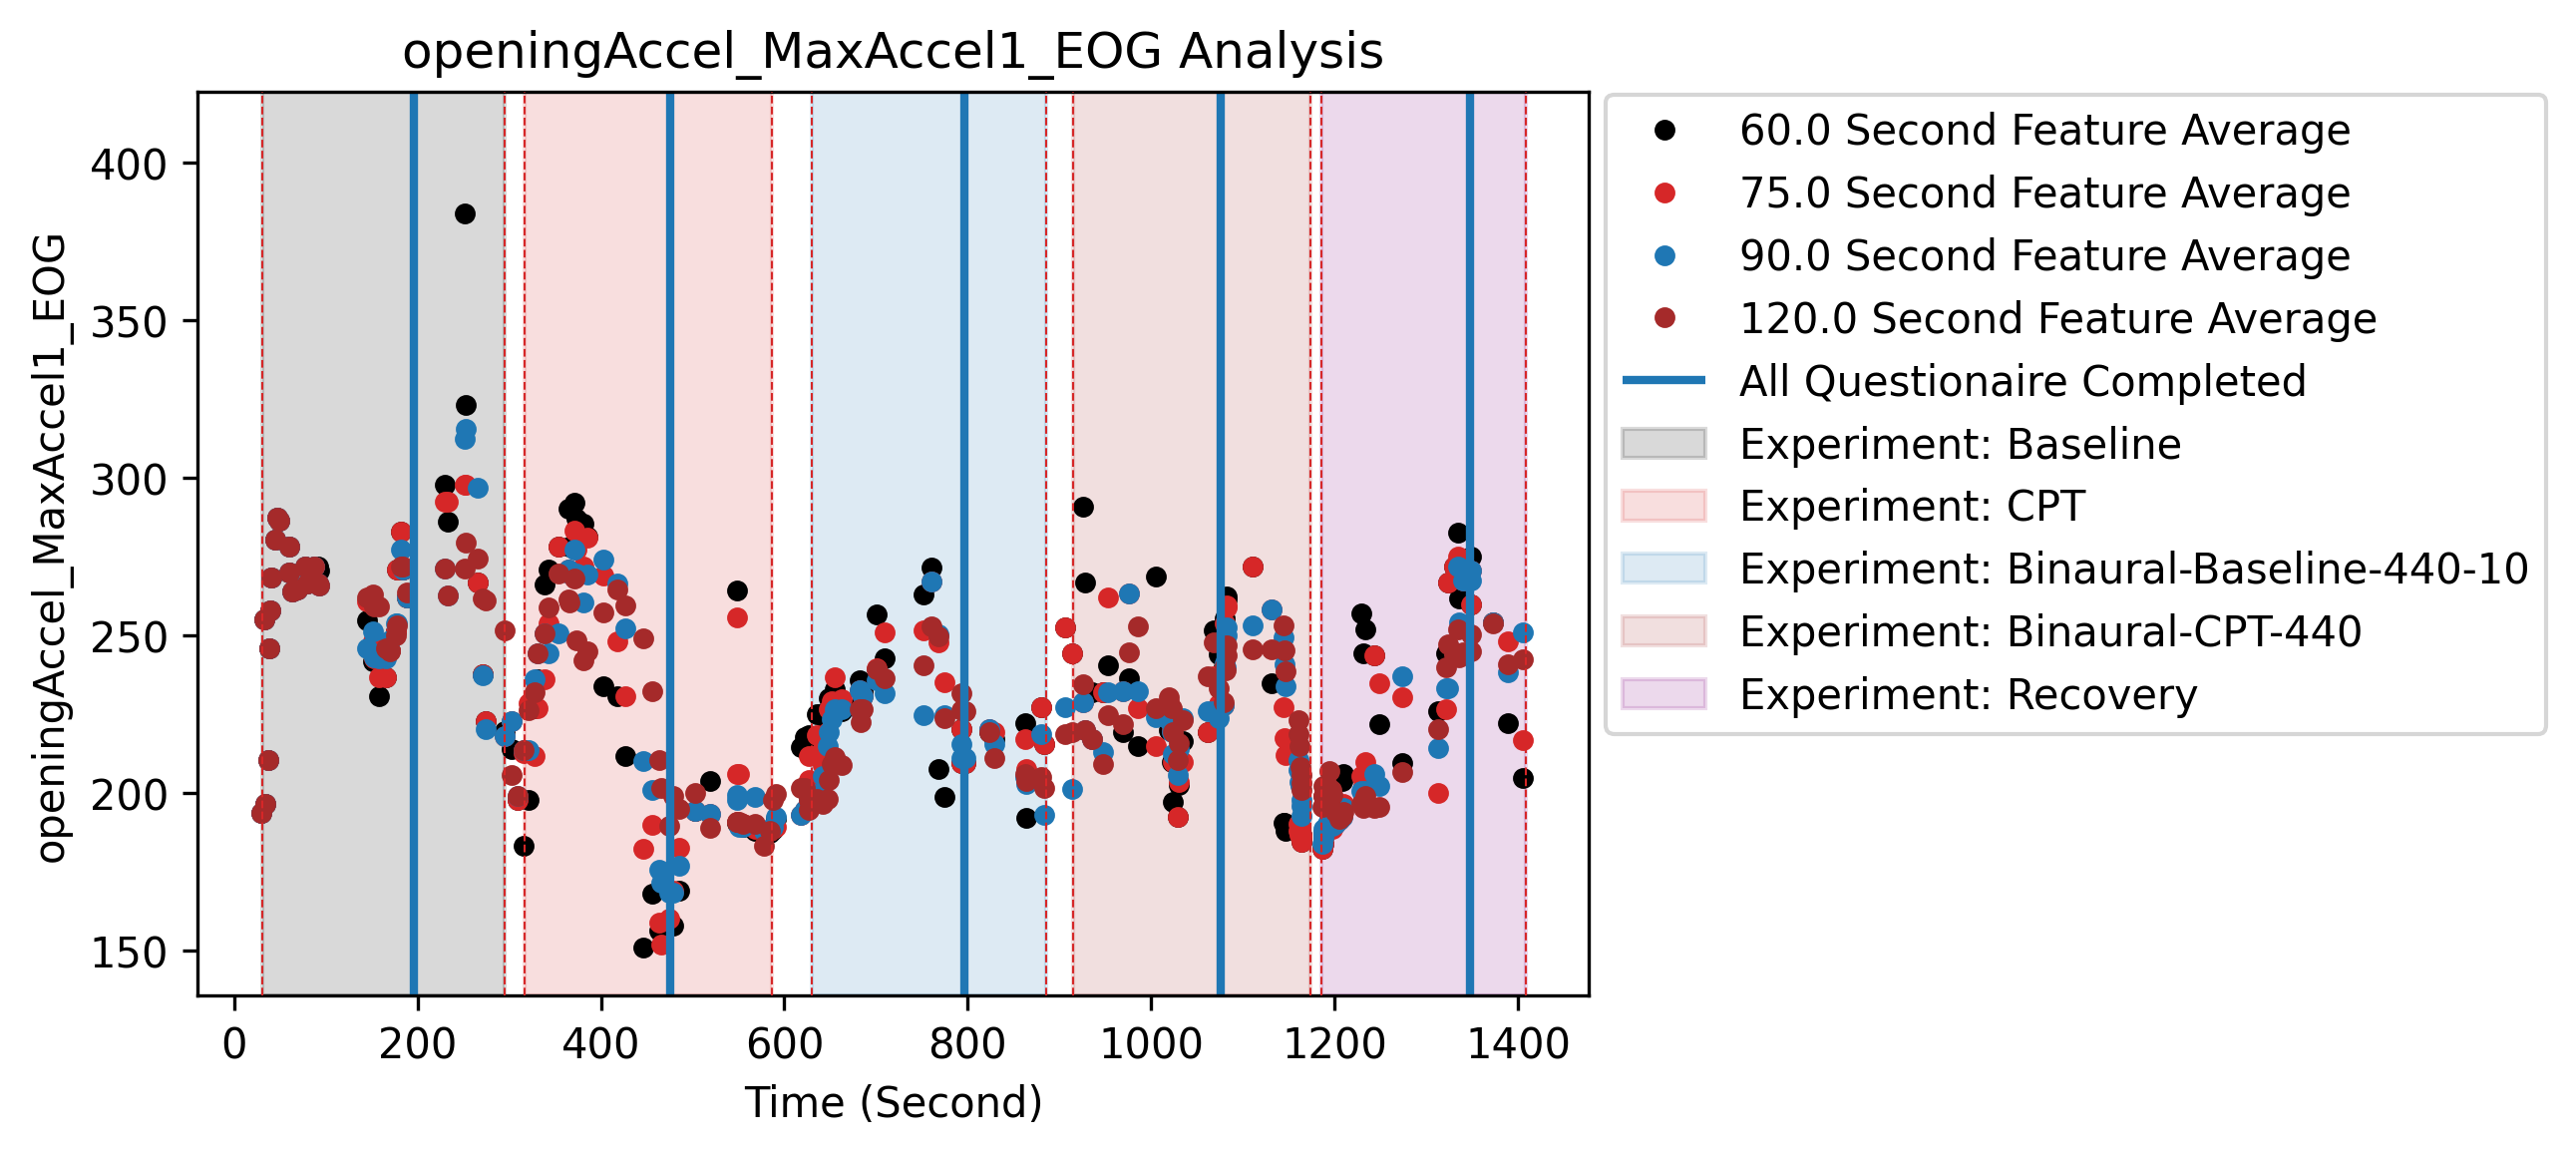 openingAccel_MaxAccel1_EOG Analysis
openingAccel_MaxAccel1_EOG
400
350
300
250
200
150
0 200 400 600 800 1000 1200 1400
Time (Second)
60.0 Second Feature Average
75.0 Second Feature Average
90.0 Second Feature Average
120.0 Second Feature Average
All Questionaire Completed
Experiment: Baseline
Experiment: CPT
Experiment: Binaural-Baseline-440-10
Experiment: Binaural-CPT-440
Experiment: Recovery